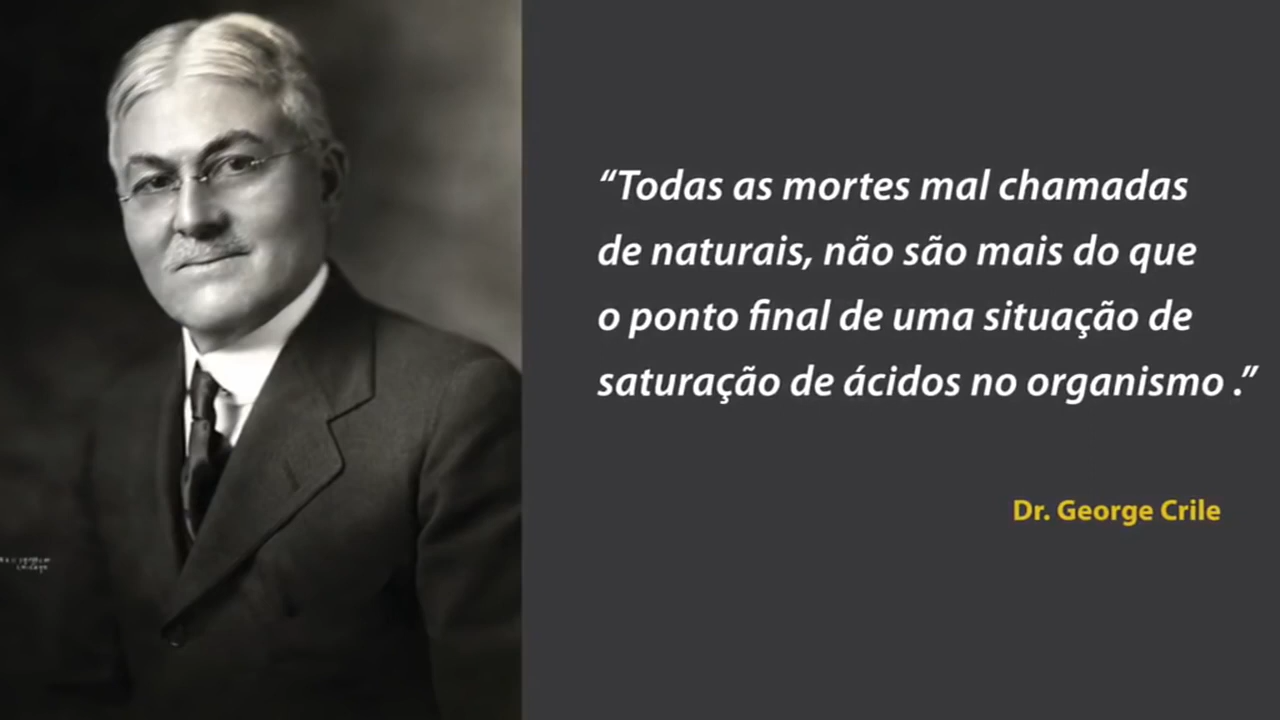 “Todas as mortes mal chamadas
de naturais, não são mais do que
o ponto final de uma situação de
saturação de ácidos no organismo .”
Dr. George Crile